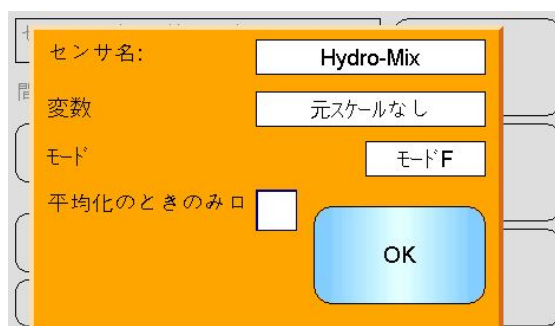 センサ名:
Hydro-Mix
変数
元スケールなし
モード
モードF
平均化のときのみロ
OK